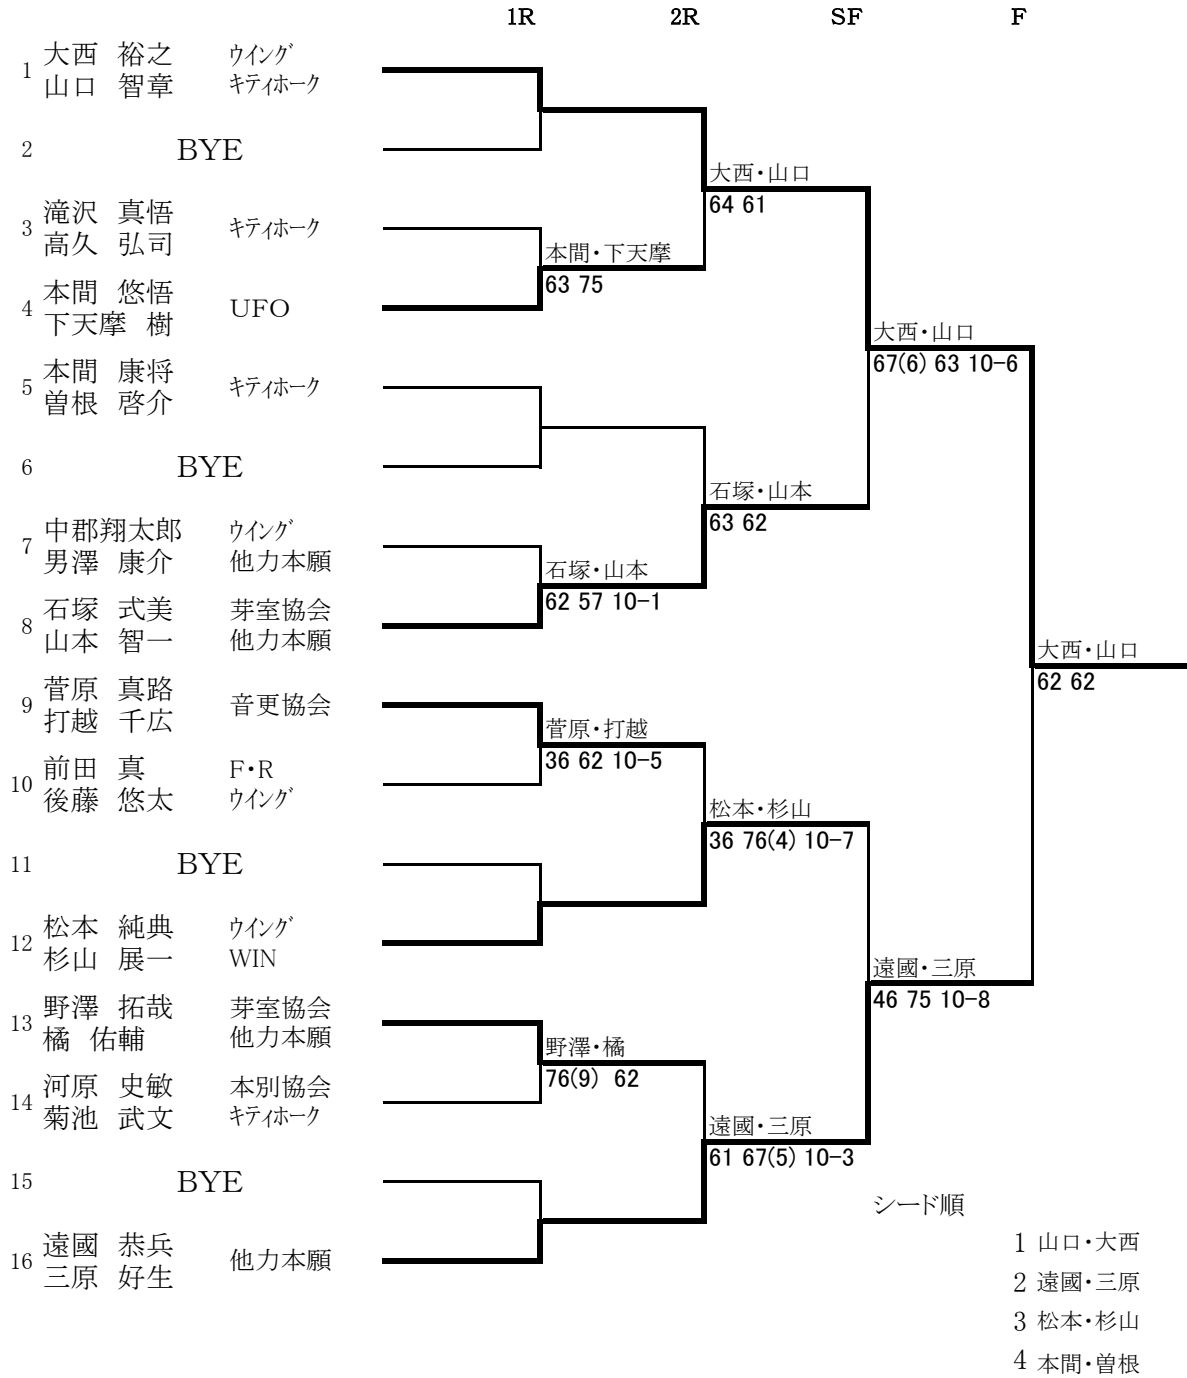 1R 2R SF F
1 大西 裕之 ウイング
山口 智章 キティホーク
2 BYE
大西・山口
64 61
3 滝沢 真悟 キティホーク
高久 弘司
本間・下天摩
63 75
4 本間 悠悟 UFO
下天摩 樹
大西・山口
67(6) 63 10-6
5 本間 康将 キティホーク
曽根 啓介
6 BYE
石塚・山本
63 62
7 中郡翔太郎 ウイング
男澤 康介 他力本願
石塚・山本
62 57 10-1
8 石塚 式美 芽室協会
山本 智一 他力本願
大西・山口
62 62
9 菅原 真路 音更協会
打越 千広
菅原・打越
36 62 10-5
10 前田 真 F・R
後藤 悠太 ウイング
松本・杉山
36 76(4) 10-7
11 BYE
12 松本 純典 ウイング
杉山 展一 WIN
遠國・三原
46 75 10-8
13 野澤 拓哉 芽室協会
橘 佑輔 他力本願
野澤・橘
76(9) 62
14 河原 史敏 本別協会
菊池 武文 キティホーク
遠國・三原
61 67(5) 10-3
15 BYE
16 遠國 恭兵 他力本願
三原 好生
シード順
1 山口・大西
2 遠國・三原
3 松本・杉山
4 本間・曽根